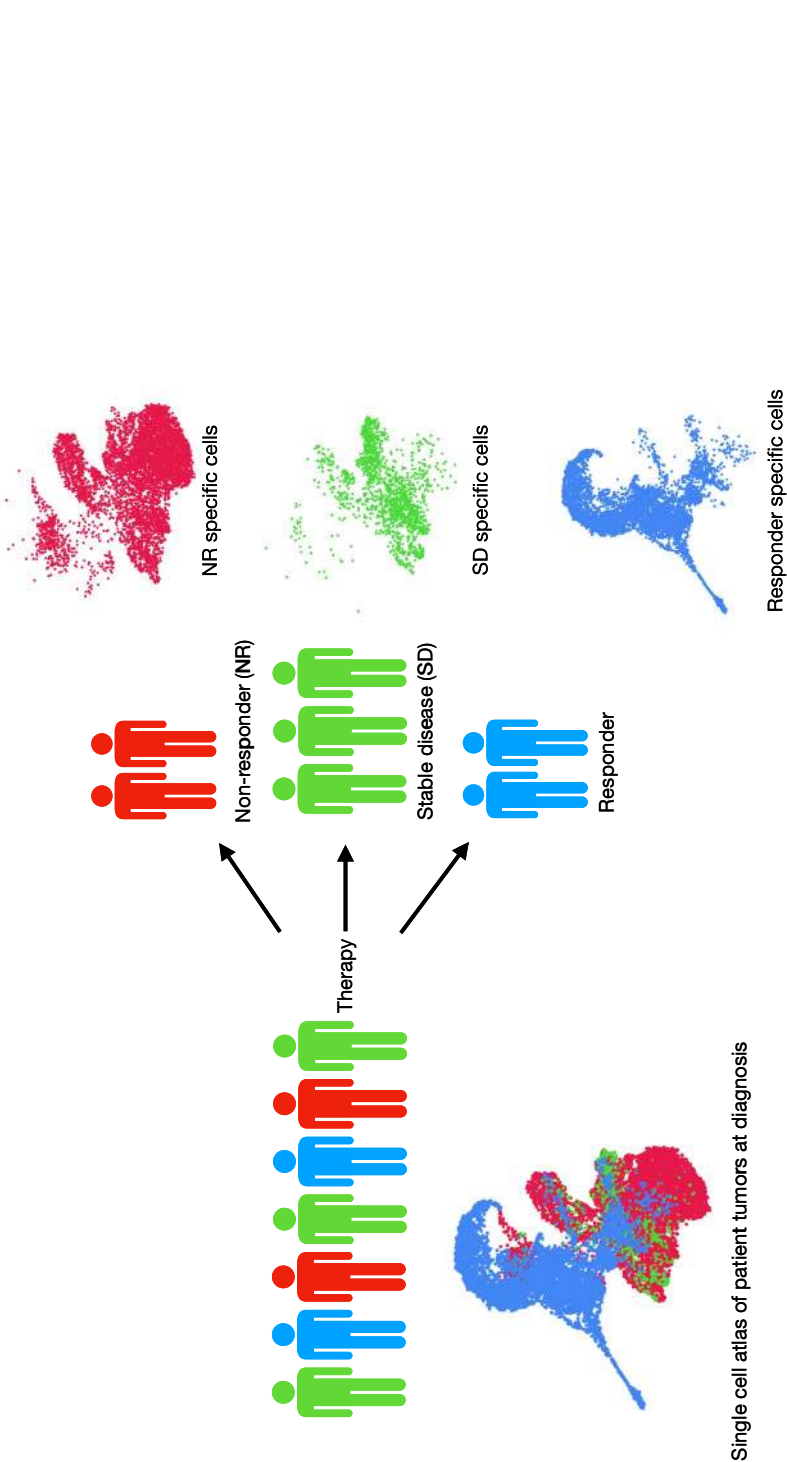 Therapy
Non-responder (NR)
Stable disease (SD)
Responder
NR specific cells
SD specific cells
Responder specific cells
Single cell atlas of patient tumors at diagnosis